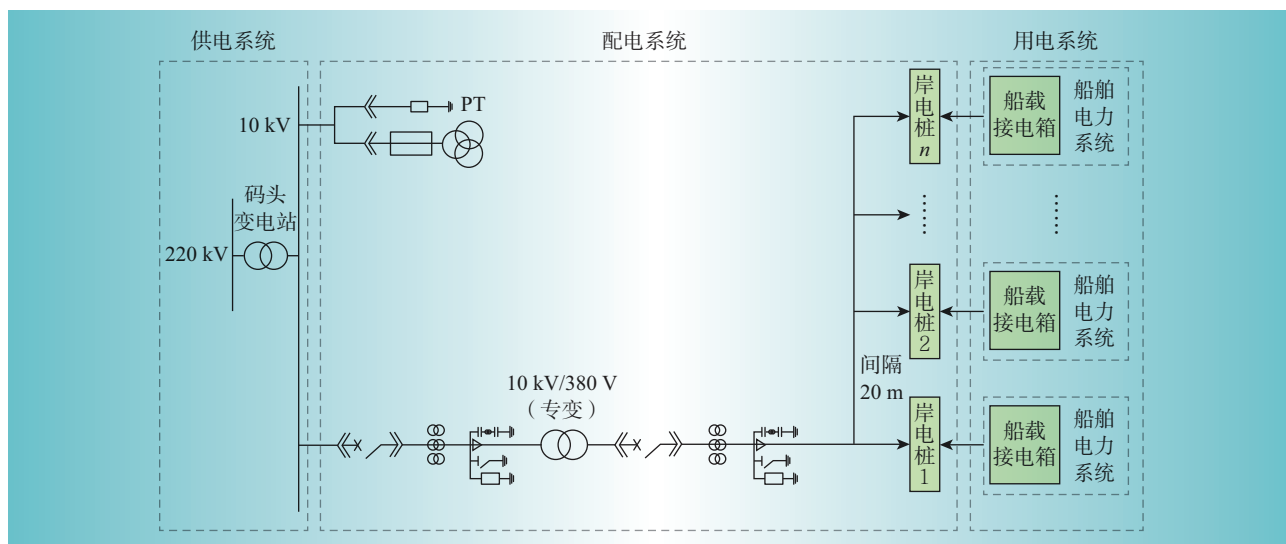 供电系统
配电系统
用电系统
10 kV
PT
码头
变电站
220 kV
10 kV/380 V
（专变）
间隔
20 m
岸电桩n
……
岸电桩2
岸电桩1
船载
接电箱
船舶
电力
系统
……
船载
接电箱
船舶
电力
系统
船载
接电箱
船舶
电力
系统